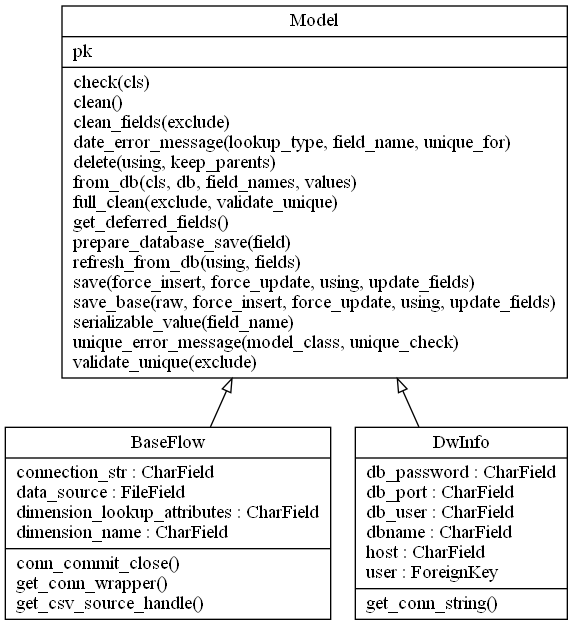 Model
pk
check(cls)
clean()
clean_fields(exclude)
date_error_message(lookup_type, field_name, unique_for)
delete(using, keep_parents)
from_db(cls, db, field_names, values)
full_clean(exclude, validate_unique)
get_deferred_fields()
prepare_database_save(field)
refresh_from_db(using, fields)
save(force_insert, force_update, using, update_fields)
save_base(raw, force_insert, force_update, using, update_fields)
serializable_value(field_name)
unique_error_message(model_class, unique_check)
validate_unique(exclude)
BaseFlow
connection_str : CharField
data_source : FileField
dimension_lookup_attributes : CharField
dimension_name : CharField
conn_commit_close()
get_conn_wrapper()
get_csv_source_handle()
DwInfo
db_password : CharField
db_port : CharField
db_user : CharField
dbname : CharField
host : CharField
user : ForeignKey
get_conn_string()